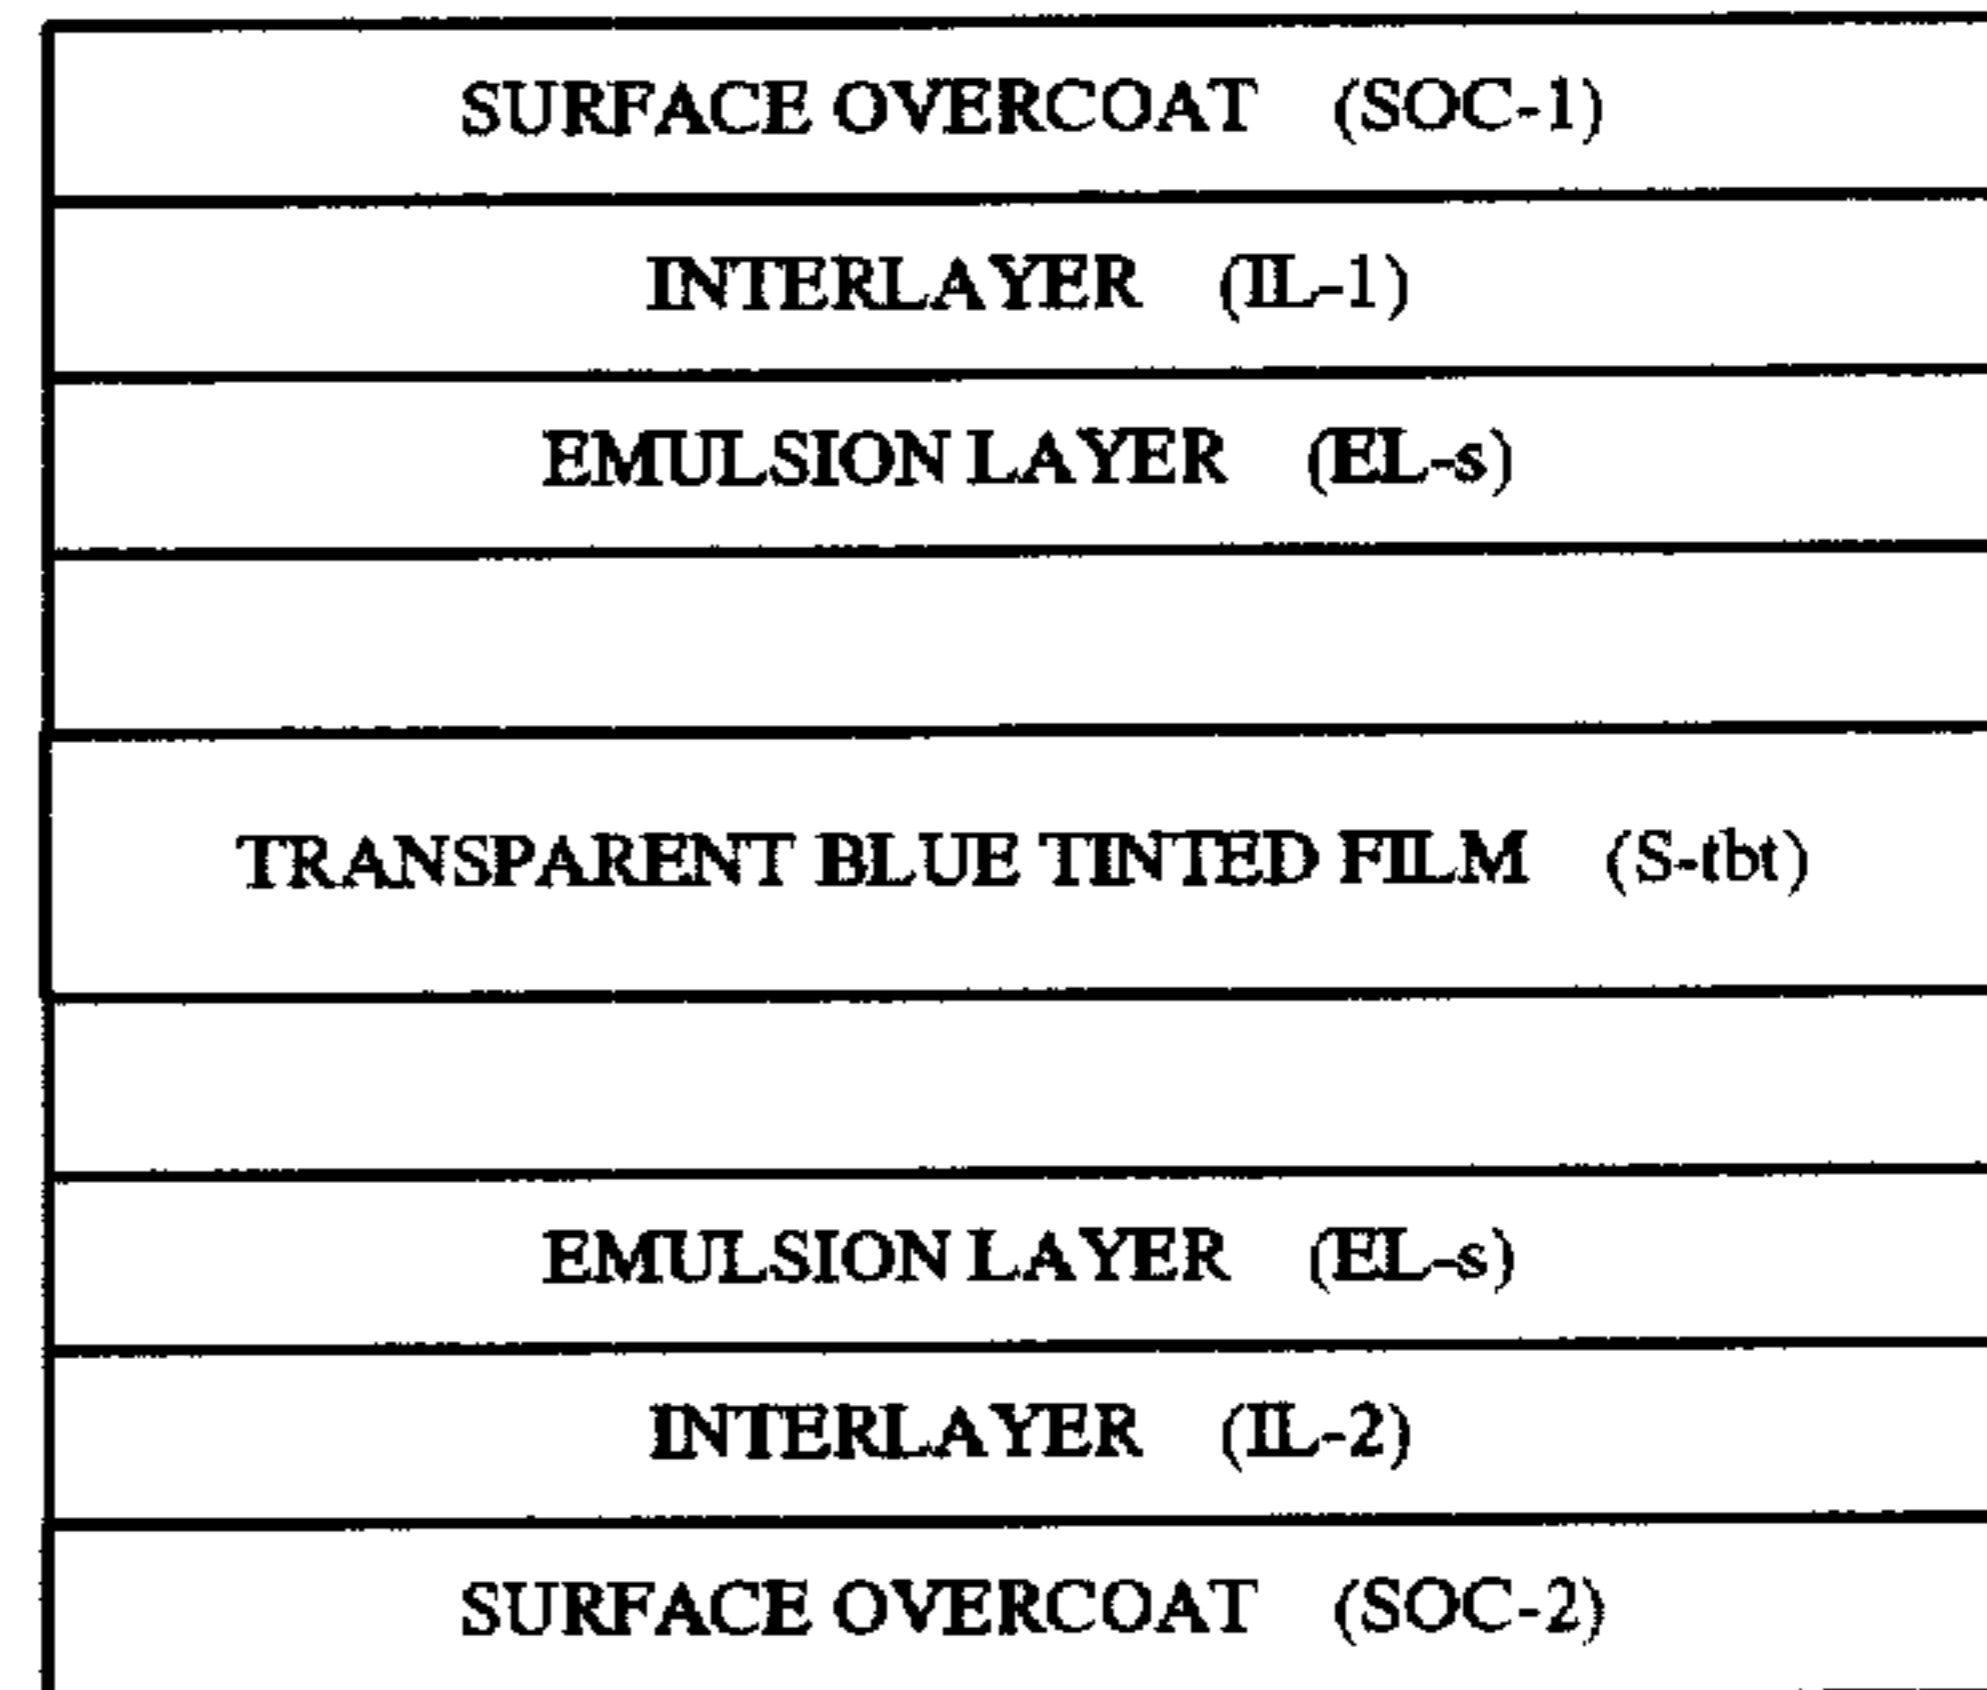 SURFACE OVERCOAT (SOC-1)
INTERLAYER (IL-1)
EMULSION LAYER (EL-s)
TRANSPARENT BLUE TINTED FILM (S-tbt)
EMULSION LAYER (EL-s)
INTERLAYER (IL-2)
SURFACE OVERCOAT (SOC-2)